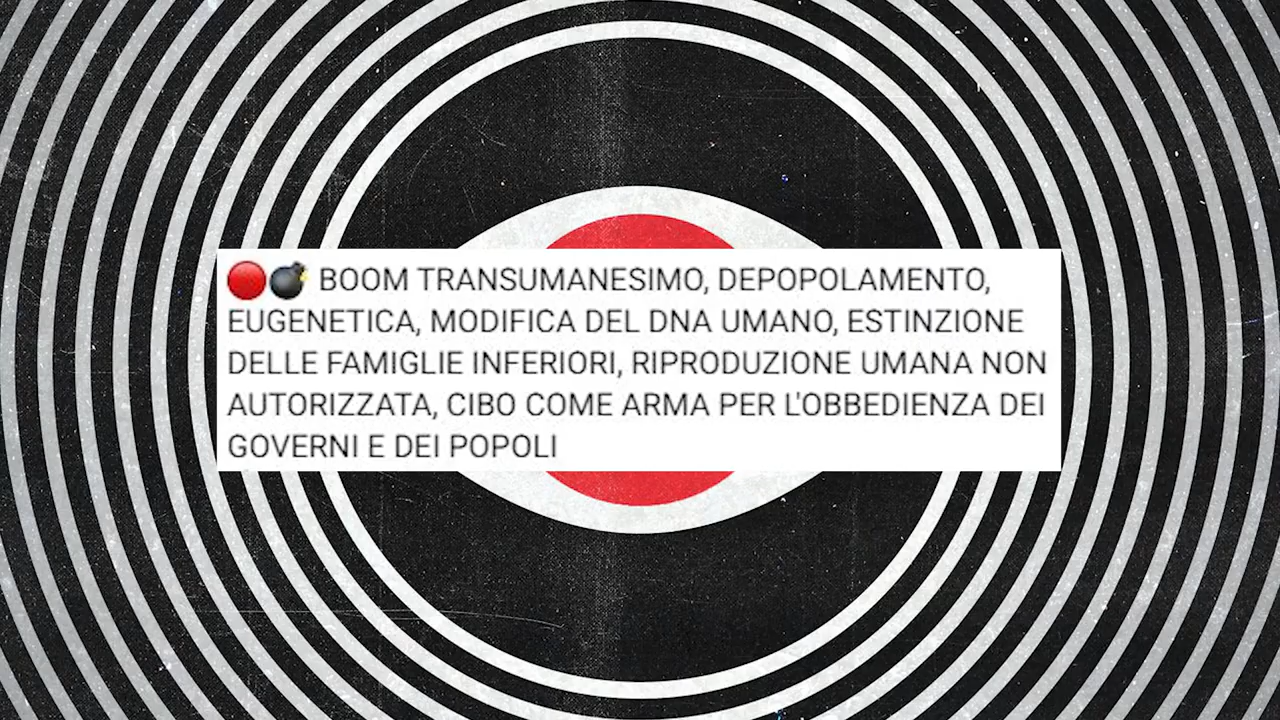 🔴💣 BOOM TRANSUMANESIMO, DEPOPOLAMENTO,
EUGENETICA, MODIFICA DEL DNA UMANO, ESTINZIONE
DELLE FAMIGLIE INFERIORI, RIPRODUZIONE UMANA NON
AUTORIZZATA, CIBO COME ARMA PER L'OBBEDIENZA DEI
GOVERNI E DEI POPOLI